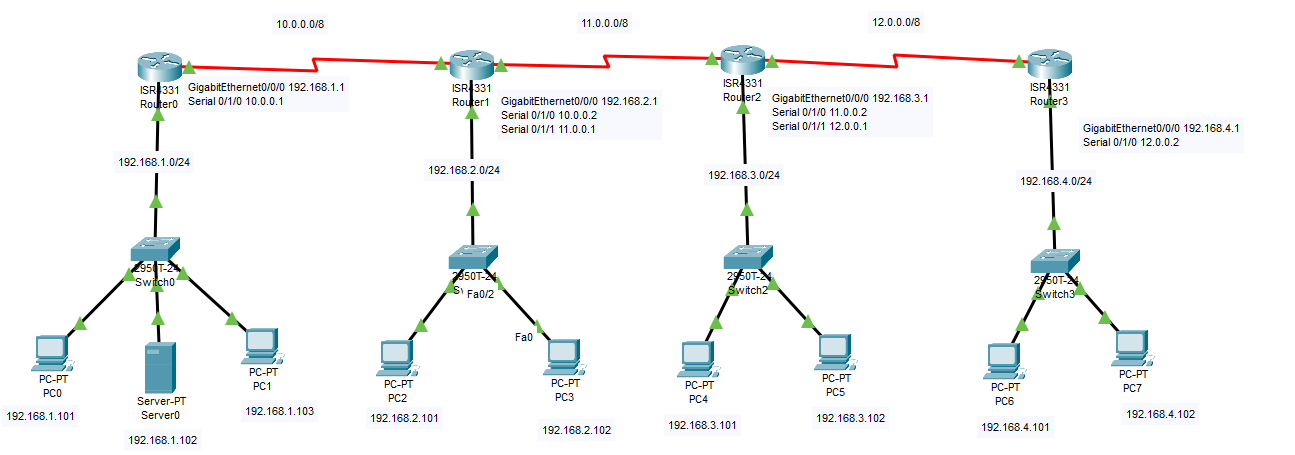 10.0.0.0/8
11.0.0.0/8
12.0.0.0/8
ISR4331
Router0
GigabitEthernet0/0/0 192.168.1.1
Serial 0/1/0 10.0.0.1
ISR4331
Router1
GigabitEthernet0/0/0 192.168.2.1
Serial 0/1/0 10.0.0.2
Serial 0/1/1 11.0.0.1
ISR4331
Router2
GigabitEthernet0/0/0 192.168.3.1
Serial 0/1/0 11.0.0.2
Serial 0/1/1 12.0.0.1
ISR4331
Router3
GigabitEthernet0/0/0 192.168.4.1
Serial 0/1/0 12.0.0.2
192.168.1.0/24
192.168.2.0/24
192.168.3.0/24
192.168.4.0/24
2950T-24
Switch0
2950T-24
Fa0/2
2950T-24
Switch2
2950T-24
Switch3
Fa0
PC-PT
PC0
192.168.1.101
Server-PT
Server0
192.168.1.102
PC-PT
PC1
192.168.1.103
PC-PT
PC2
192.168.2.101
PC-PT
PC3
192.168.2.102
PC-PT
PC4
192.168.3.101
PC-PT
PC5
192.168.3.102
PC-PT
PC6
192.168.4.101
PC-PT
PC7
192.168.4.102